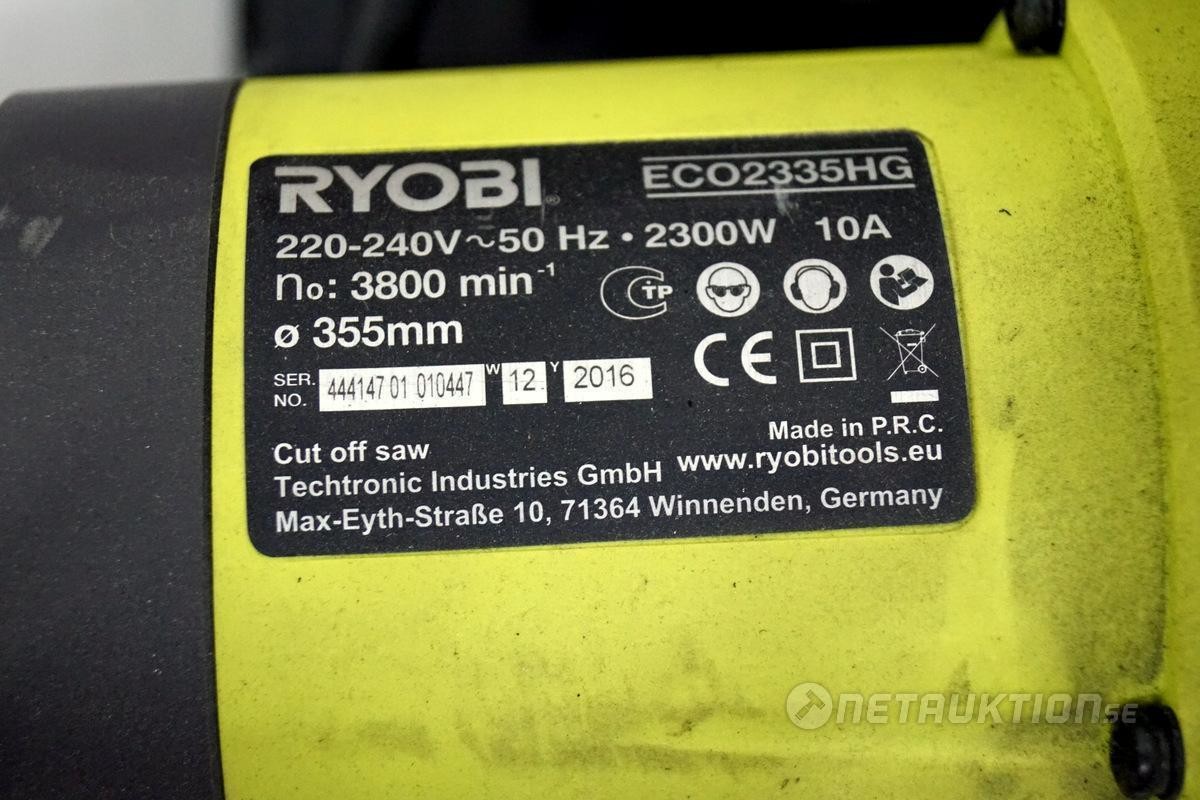 RYOBI® ECO2335HG
220-240V~50 Hz • 2300W 10A
no: 3800 min-1
ø 355mm
CTP
SER. NO. 444147 01 010447 W 12 Y 2016
CE
Made in P.R.C.
Cut off saw
www.ryobitools.eu
Techtronic Industries GmbH
Max-Eyth-Straße 10, 71364 Winnenden, Germany
NETAUKTION.SE